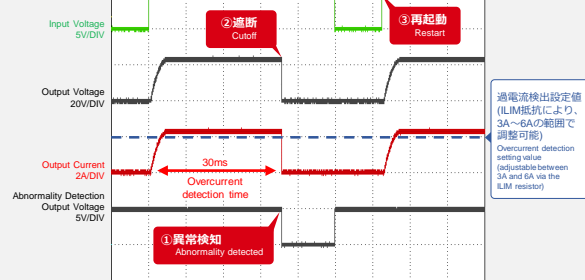 Input Voltage
5V/DIV
②遮断
Cutoff
③再起動
Restart
Output Voltage
20V/DIV
過電流検出設定値
(ILIM抵抗により、
3A～6Aの範囲で
調整可能)
Overcurrent detection
setting value
(adjustable between
3A and 6A via the
ILIM resistor)
Output Current
2A/DIV
30ms
Overcurrent
detection time
Abnormality Detection
Output Voltage
5V/DIV
①異常検知
Abnormality detected